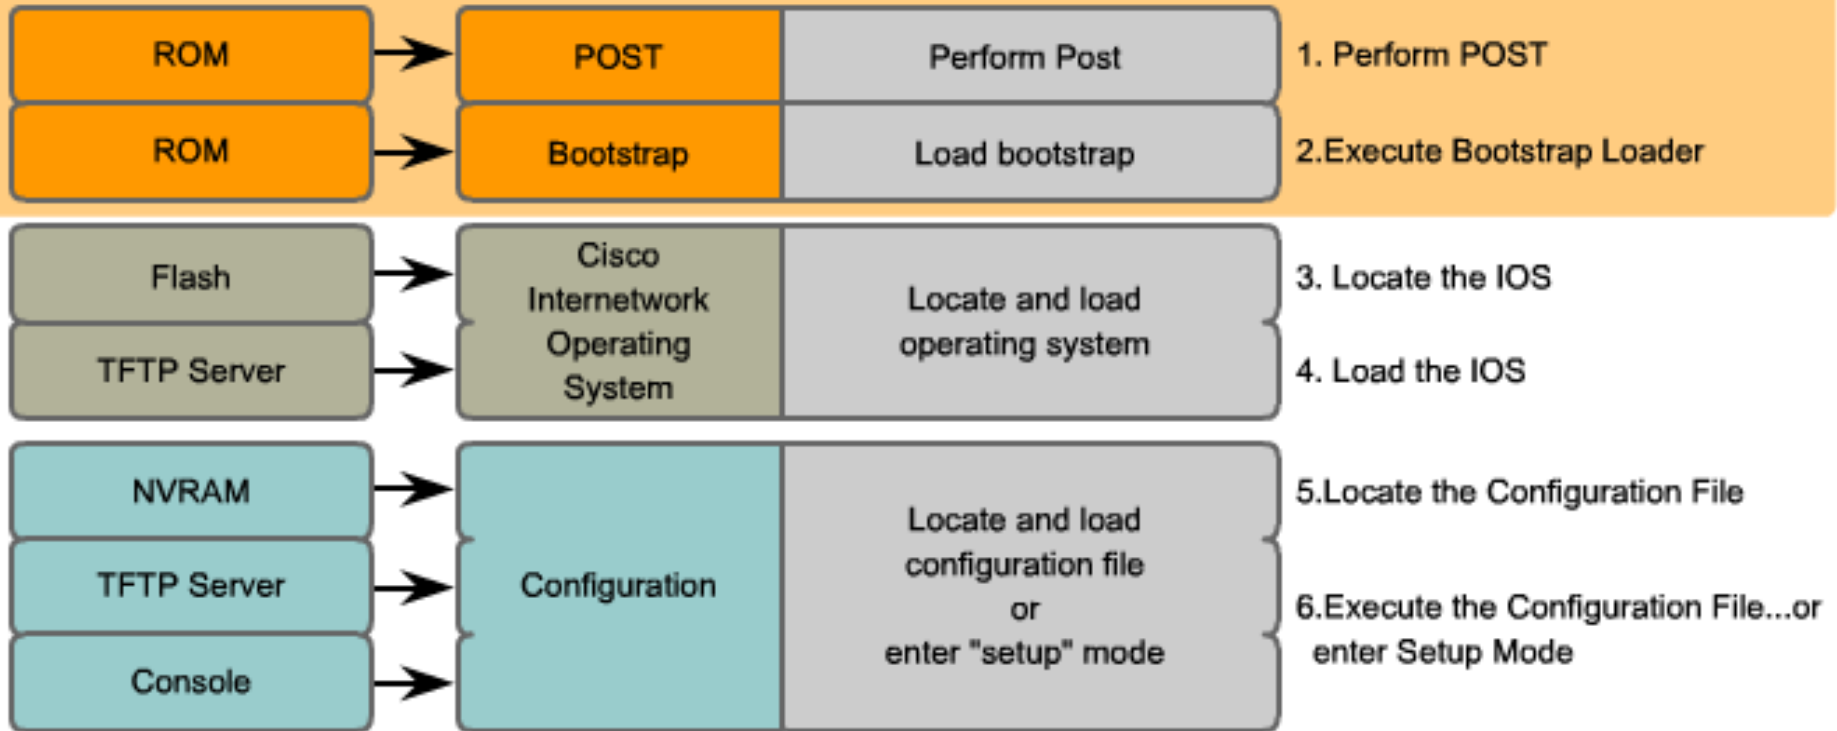 ROM
POST
Perform Post
1. Perform POST
ROM
Bootstrap
Load bootstrap
2.Execute Bootstrap Loader
Flash
TFTP Server
Cisco
Internetwork
Operating
System
Locate and load
operating system
3. Locate the IOS
4. Load the IOS
NVRAM
TFTP Server
Console
Configuration
Locate and load
configuration file
or
enter "setup" mode
5.Locate the Configuration File
6.Execute the Configuration File...or
enter Setup Mode